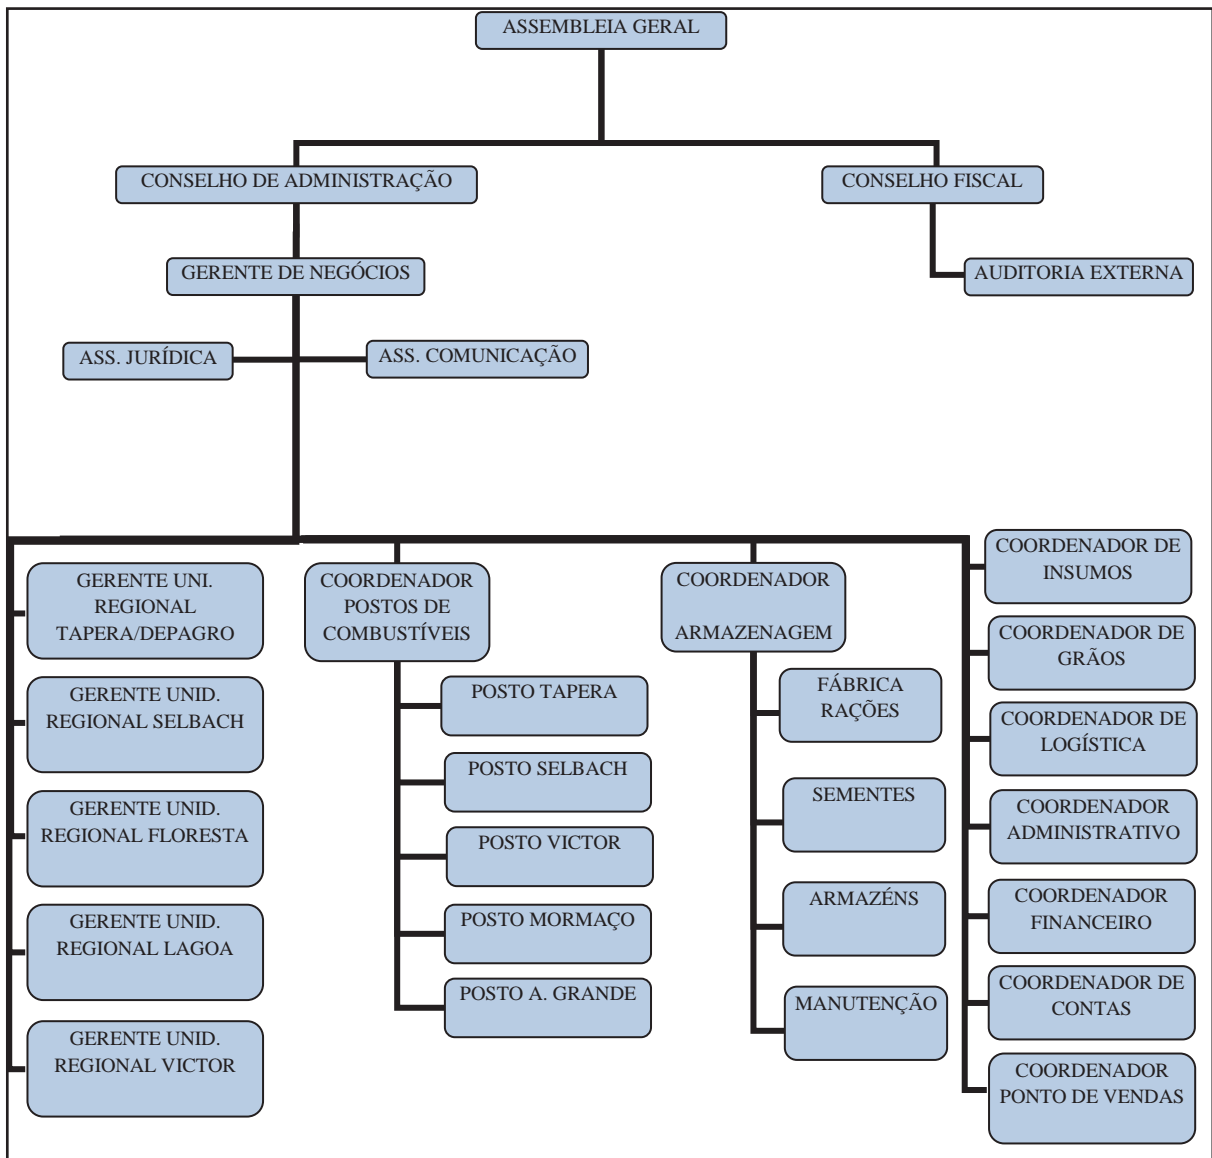 ASSEMBLEIA GERAL
CONSELHO DE ADMINISTRAÇÃO
CONSELHO FISCAL
GERENTE DE NEGÓCIOS
AUDITORIA EXTERNA
ASS. JURÍDICA
ASS. COMUNICAÇÃO
GERENTE UNI.
REGIONAL
TAPERA/DEPAGRO
GERENTE UNID.
REGIONAL SELBACH
GERENTE UNID.
REGIONAL FLORESTA
GERENTE UNID.
REGIONAL LAGOA
GERENTE UNID.
REGIONAL VICTOR
COORDENADOR
POSTOS DE
COMBUSTÍVEIS
POSTO TAPERA
POSTO SELBACH
POSTO VICTOR
POSTO MORMAÇO
POSTO A. GRANDE
COORDENADOR
ARMAZENAGEM
FÁBRICA
RAÇÕES
SEMENTES
ARMAZÉNS
MANUTENÇÃO
COORDENADOR DE
INSUMOS
COORDENADOR DE
GRÃOS
COORDENADOR DE
LOGÍSTICA
COORDENADOR
ADMINISTRATIVO
COORDENADOR
FINANCEIRO
COORDENADOR DE
CONTAS
COORDENADOR
PONTO DE VENDAS